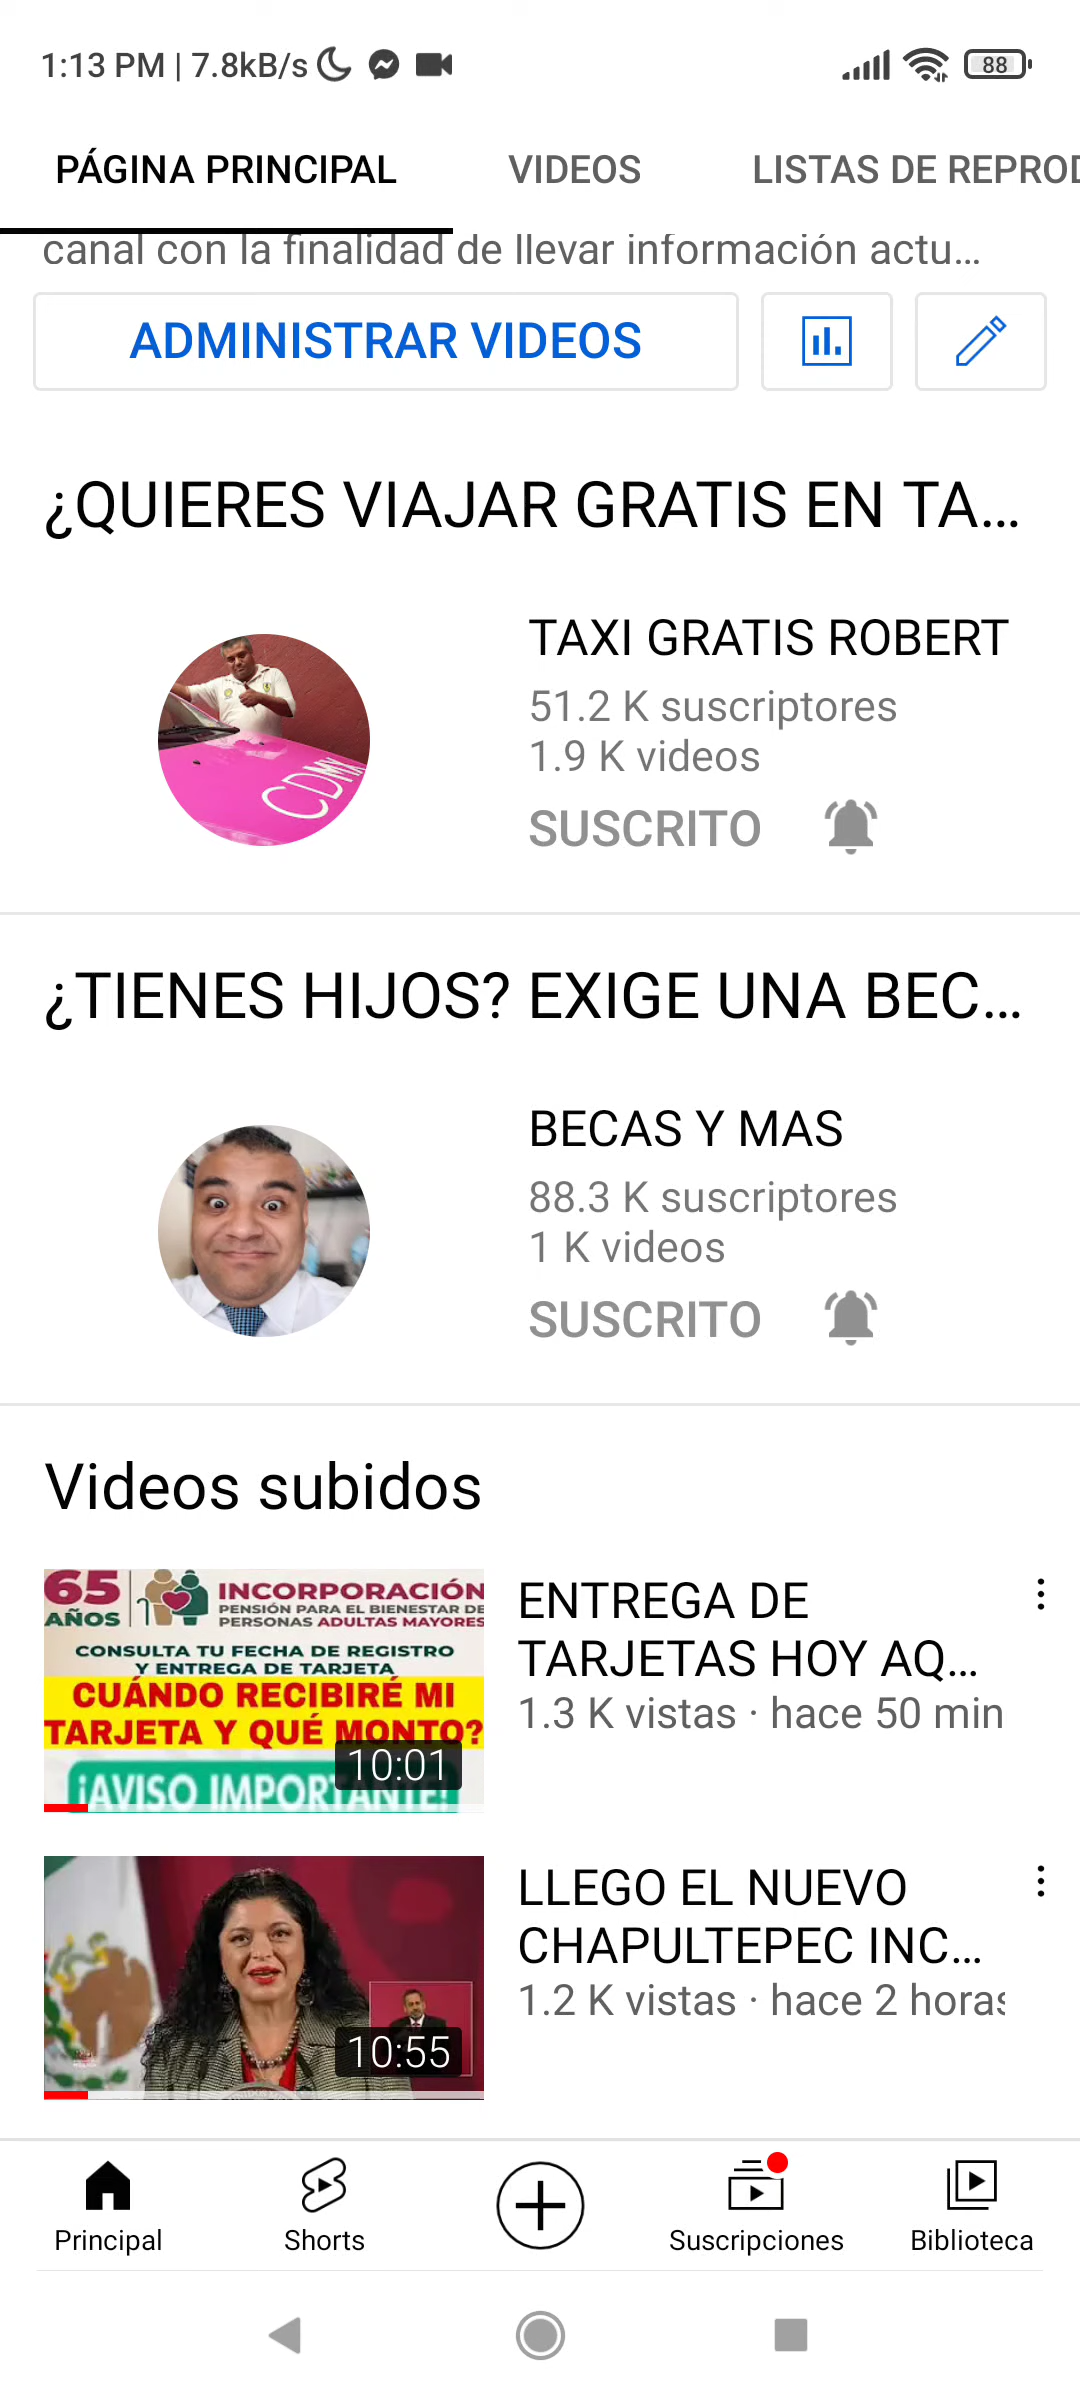 1:13 PM | 7.8kB/s
88
PÁGINA PRINCIPAL
VIDEOS
LISTAS DE REPROD
canal con la finalidad de llevar información actu…
ADMINISTRAR VIDEOS
¿QUIERES VIAJAR GRATIS EN TA…
CDMX
TAXI GRATIS ROBERT
51.2 K suscriptores
1.9 K videos
SUSCRITO
¿TIENES HIJOS? EXIGE UNA BEC…
BECAS Y MAS
88.3 K suscriptores
1 K videos
SUSCRITO
Videos subidos
65
AÑOS
INCORPORACIÓN
PENSIÓN PARA EL BIENESTAR DE
PERSONAS ADULTAS MAYORES
CONSULTA TU FECHA DE REGISTRO
Y ENTREGA DE TARJETA
CUÁNDO RECIBIRÉ MI
TARJETA Y QUÉ MONTO?
¡AVISO IMPORTANTE!
10:01
ENTREGA DE
TARJETAS HOY AQ…
1.3 K vistas · hace 50 min
10:55
LLEGO EL NUEVO
CHAPULTEPEC INC…
1.2 K vistas · hace 2 horas
Principal
Shorts
Suscripciones
Biblioteca